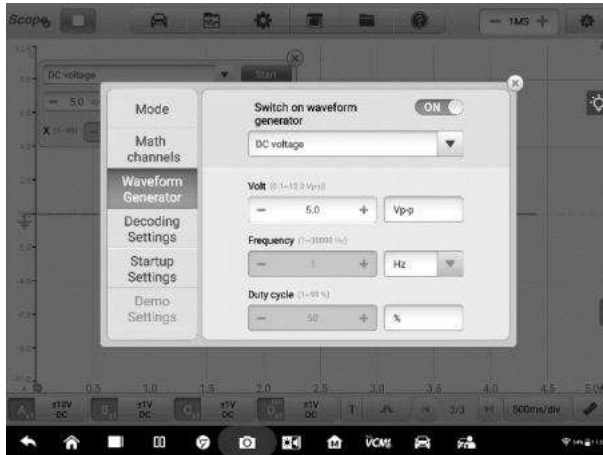 Scope
1MS
DC voltage
Start
5.0
X
Mode
Math
channels
Waveform
Generator
Decoding
Settings
Startup
Settings
Demo
Settings
Switch on waveform
generator
ON
DC voltage
Volt
5.0
Vp-p
Frequency
1
Hz
Duty cycle
50
%
0.5 1.0 1.5 2.0 2.5 3.0 3.5 4.0 4.5 5.0
A ±10V DC
B ±1V DC
C ±1V DC
D ±1V DC
T
3/3
500ms/div
VCMI